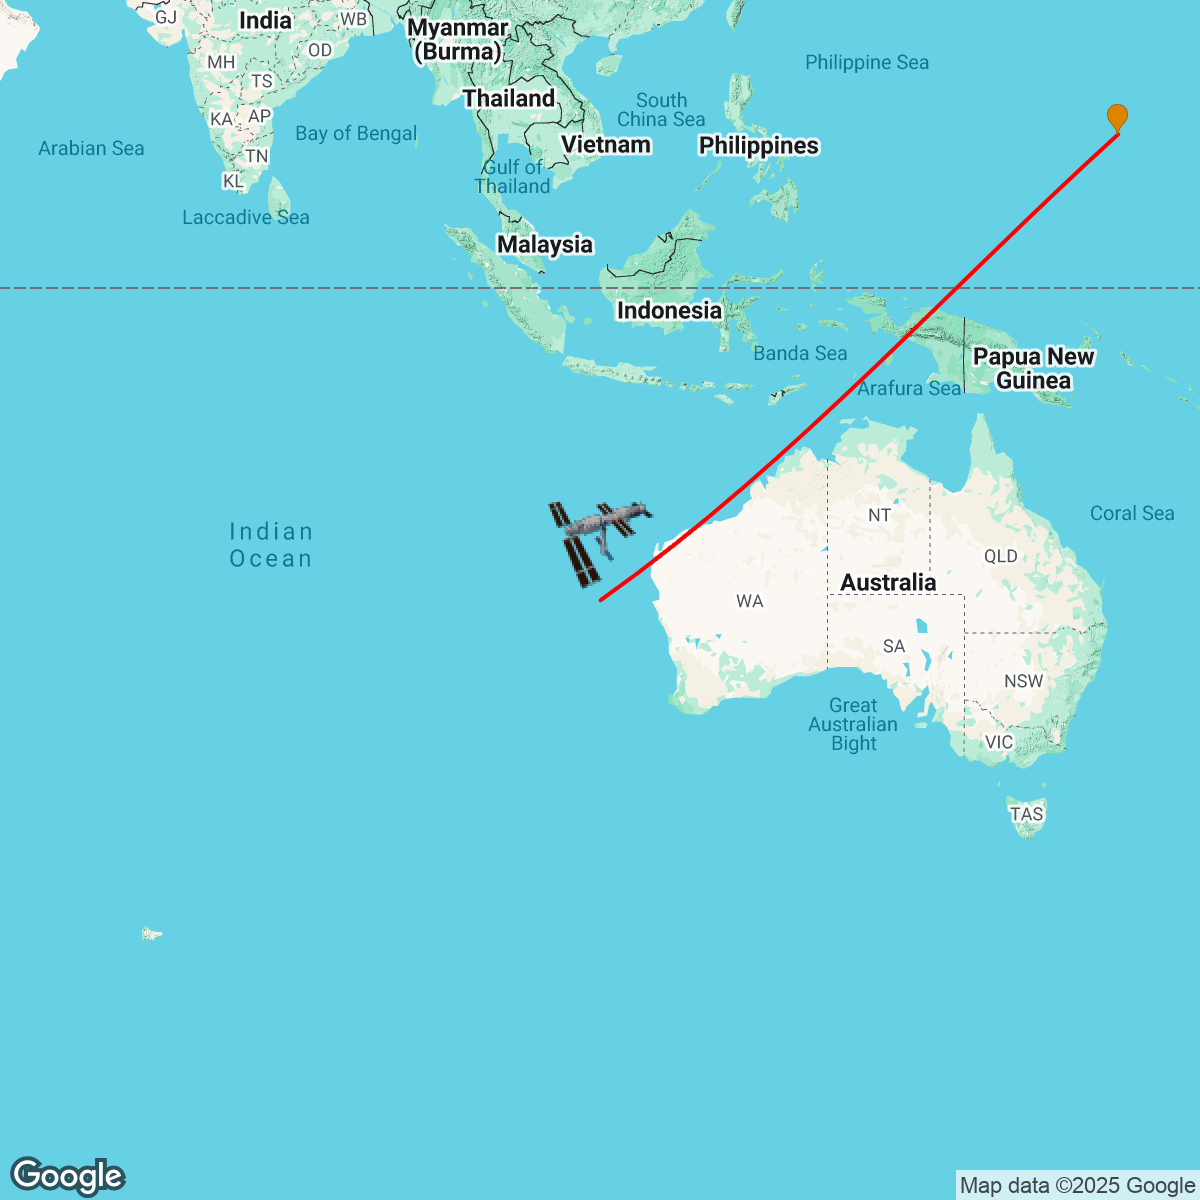 GJ
India
WB
Myanmar
(Burma)
OD
MH
TS
Philippine Sea
Thailand
South
China Sea
KA
AP
Bay of Bengal
Arabian Sea
Vietnam
Philippines
TN
Gulf of
Thailand
KL
Laccadive Sea
Malaysia
Indonesia
Banda Sea
Papua New
Guinea
Arafura Sea
Indian
Ocean
NT
Coral Sea
QLD
Australia
WA
SA
NSW
Great
Australian
Bight
VIC
TAS
Google
Map data ©2025 Google